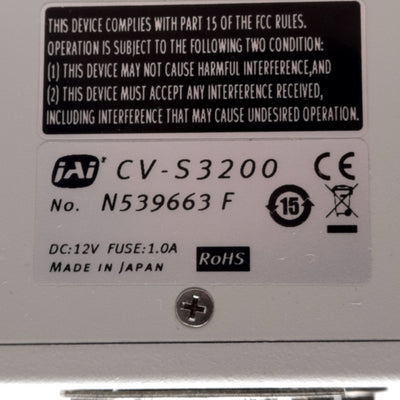 THIS DEVICE COMPLIES WITH PART 15 OF THE FCC RULES.
OPERATION IS SUBJECT TO THE FOLLOWING TWO CONDITION:
(1) THIS DEVICE MAY NOT CAUSE HARMFUL INTERFERENCE,AND
(2) THIS DEVICE MUST ACCEPT ANY INTERFERENCE RECEIVED,
INCLUDING INTERFERENCE THAT MAY CAUSE UNDESIRED OPERATION.
JAi CV-S3200 CE
No. N539663 F 15
DC:12V FUSE:1.0A
MADE IN JAPAN RoHS